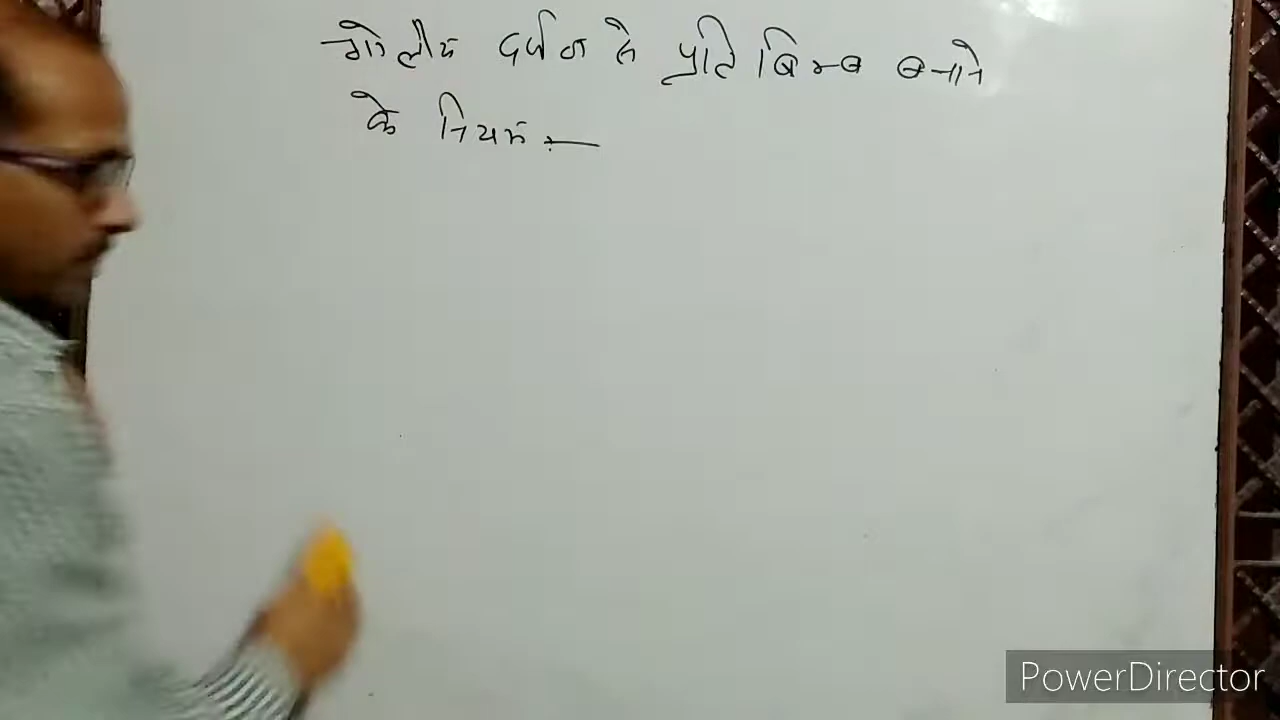 गोलीय दर्पण से प्रतिबिम्ब बनाने
के नियम :—
PowerDirector